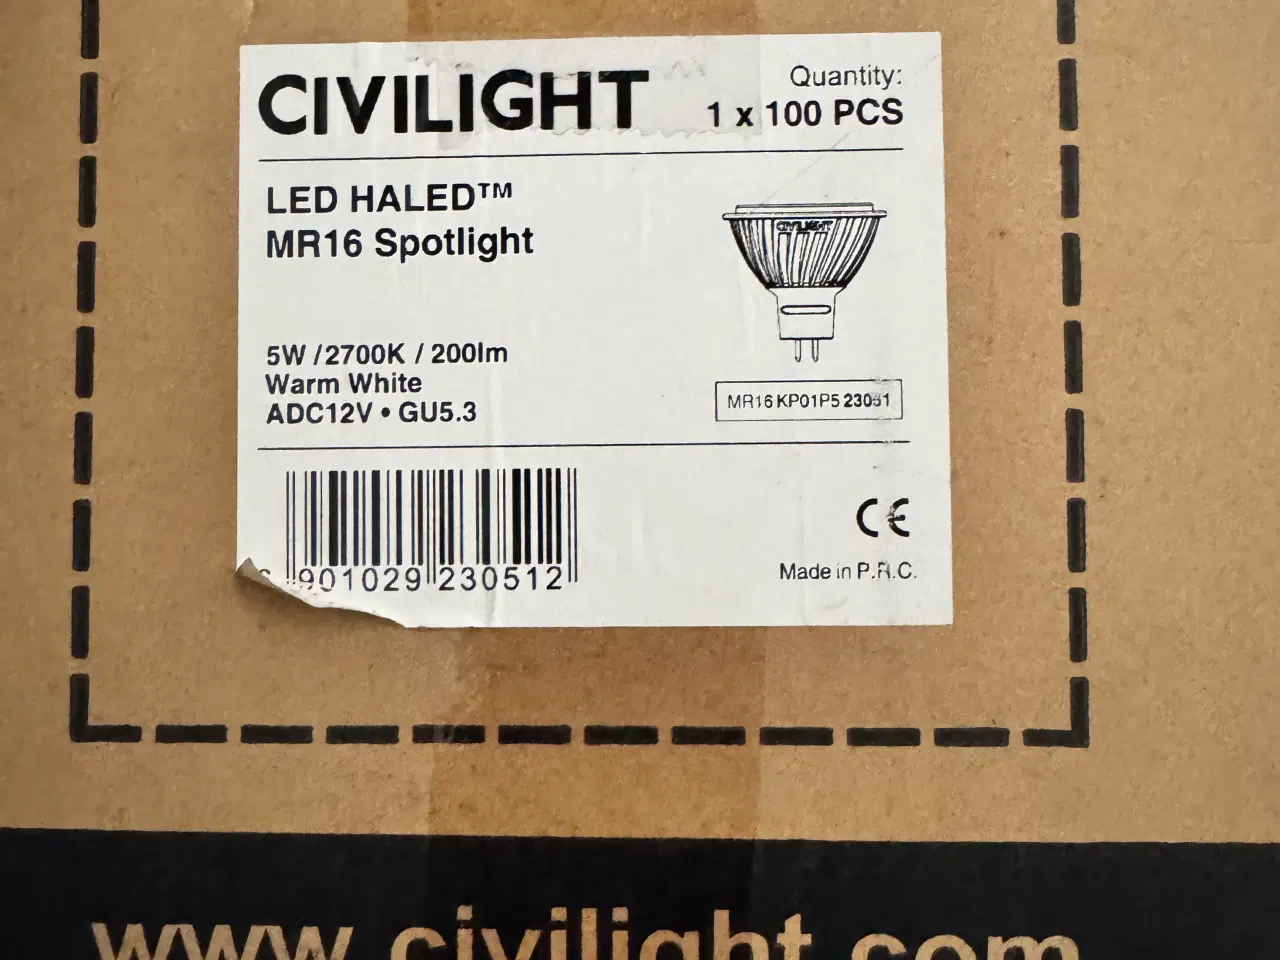 CIVILIGHT
Quantity:
1 x 100 PCS
LED HALED™
MR16 Spotlight
CIVILIGHT
5W /2700K / 200lm
Warm White
ADC12V • GU5.3
MR16 KP01P5 23051
901029 230512
CE
Made in P.R.C.
www.civilight.com